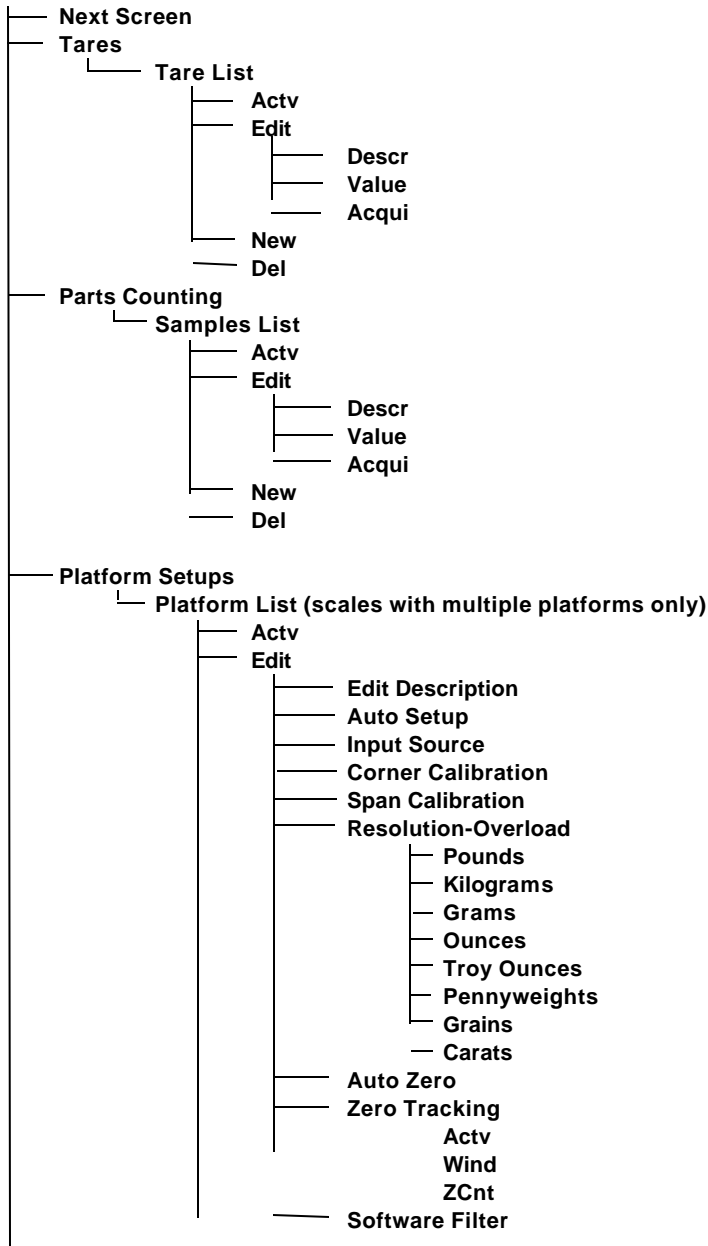 Next Screen
Tares
Tare List
Actv
Edit
Descr
Value
Acqui
New
Del
Parts Counting
Samples List
Actv
Edit
Descr
Value
Acqui
New
Del
Platform Setups
Platform List (scales with multiple platforms only)
Actv
Edit
Edit Description
Auto Setup
Input Source
Corner Calibration
Span Calibration
Resolution-Overload
Pounds
Kilograms
Grams
Ounces
Troy Ounces
Pennyweights
Grains
Carats
Auto Zero
Zero Tracking
Actv
Wind
ZCnt
Software Filter